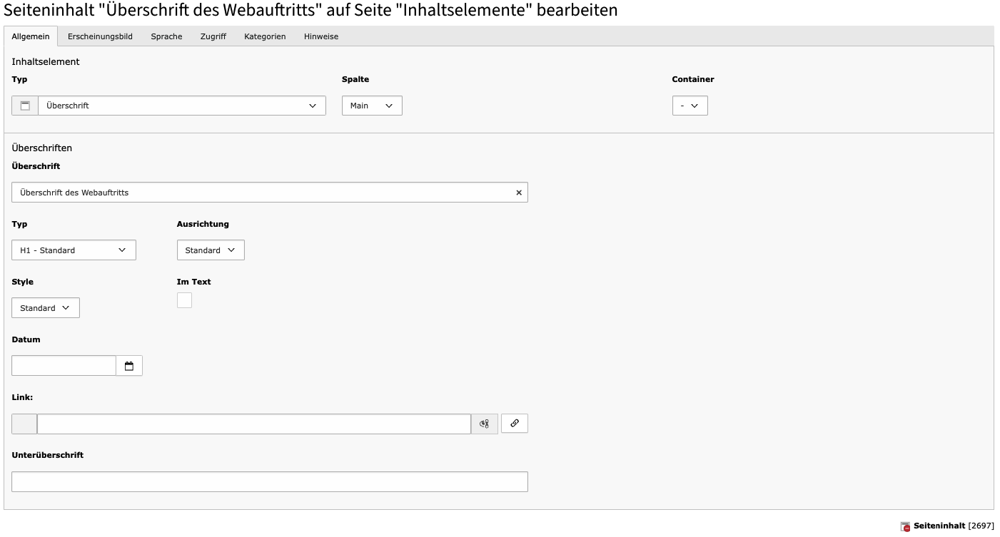 Seiteninhalt "Überschrift des Webauftritts" auf Seite "Inhaltselemente" bearbeiten
Allgemein Erscheinungsbild Sprache Zugriff Kategorien Hinweise
Inhaltselement
Typ Spalte Container
Überschrift Main -
Überschriften
Überschrift
Überschrift des Webauftritts
Typ Ausrichtung
H1 - Standard Standard
Style Im Text
Standard
Datum
Link:
Unterüberschrift
Seiteninhalt [2697]